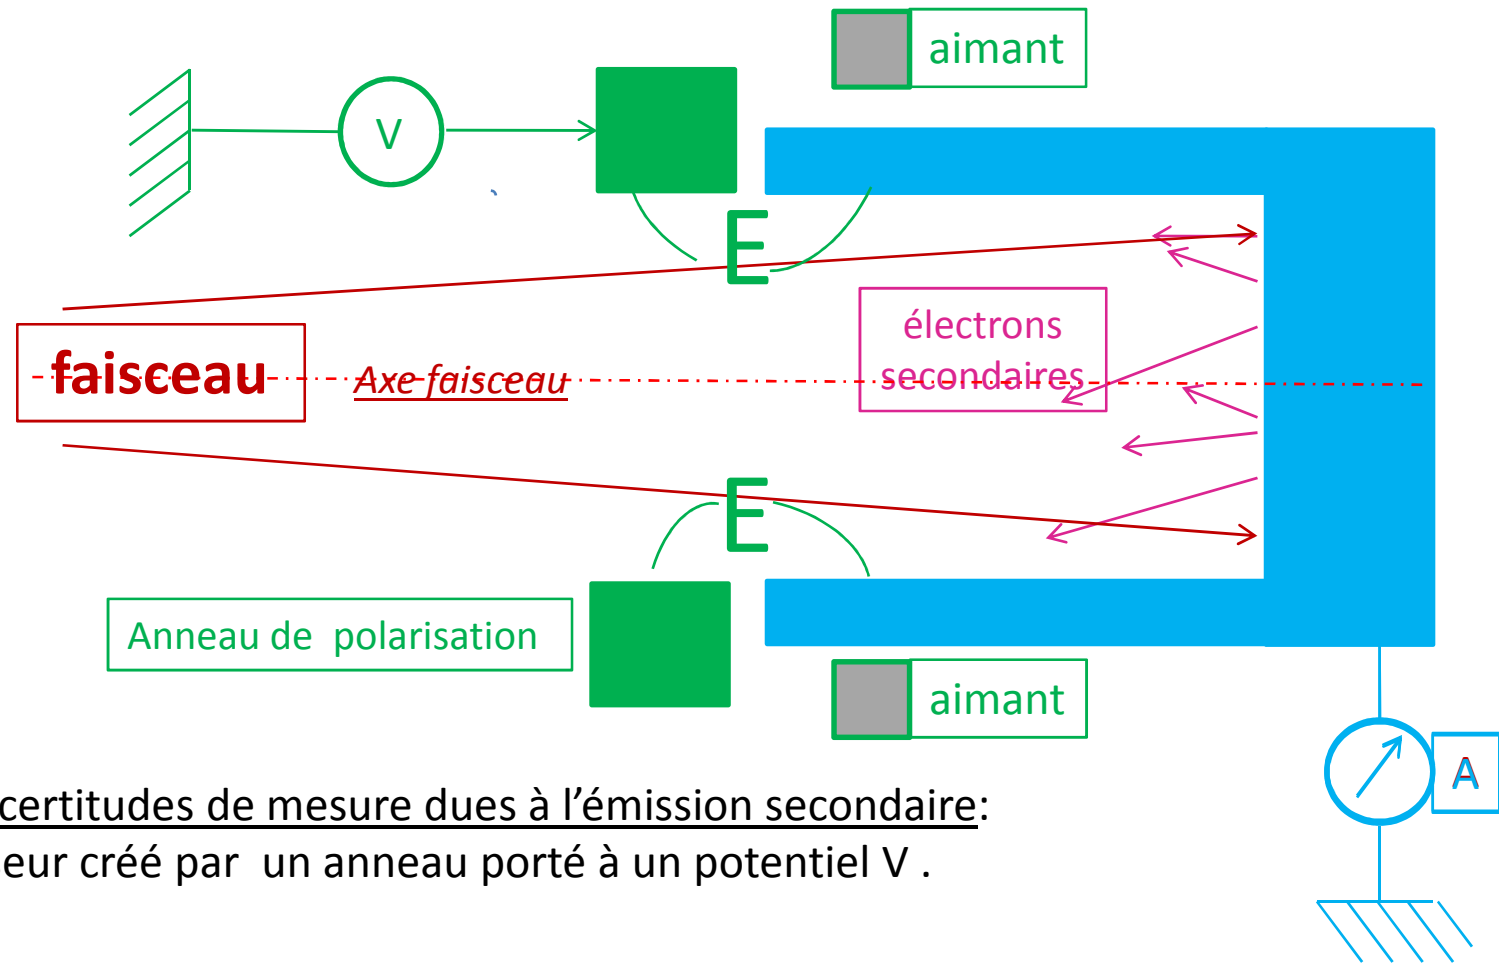 aimant
V
E
électrons
secondaires
faisceau
Axe faisceau
E
Anneau de polarisation
aimant
A
certitudes de mesure dues à l’émission secondaire:
eur créé par un anneau porté à un potentiel V .